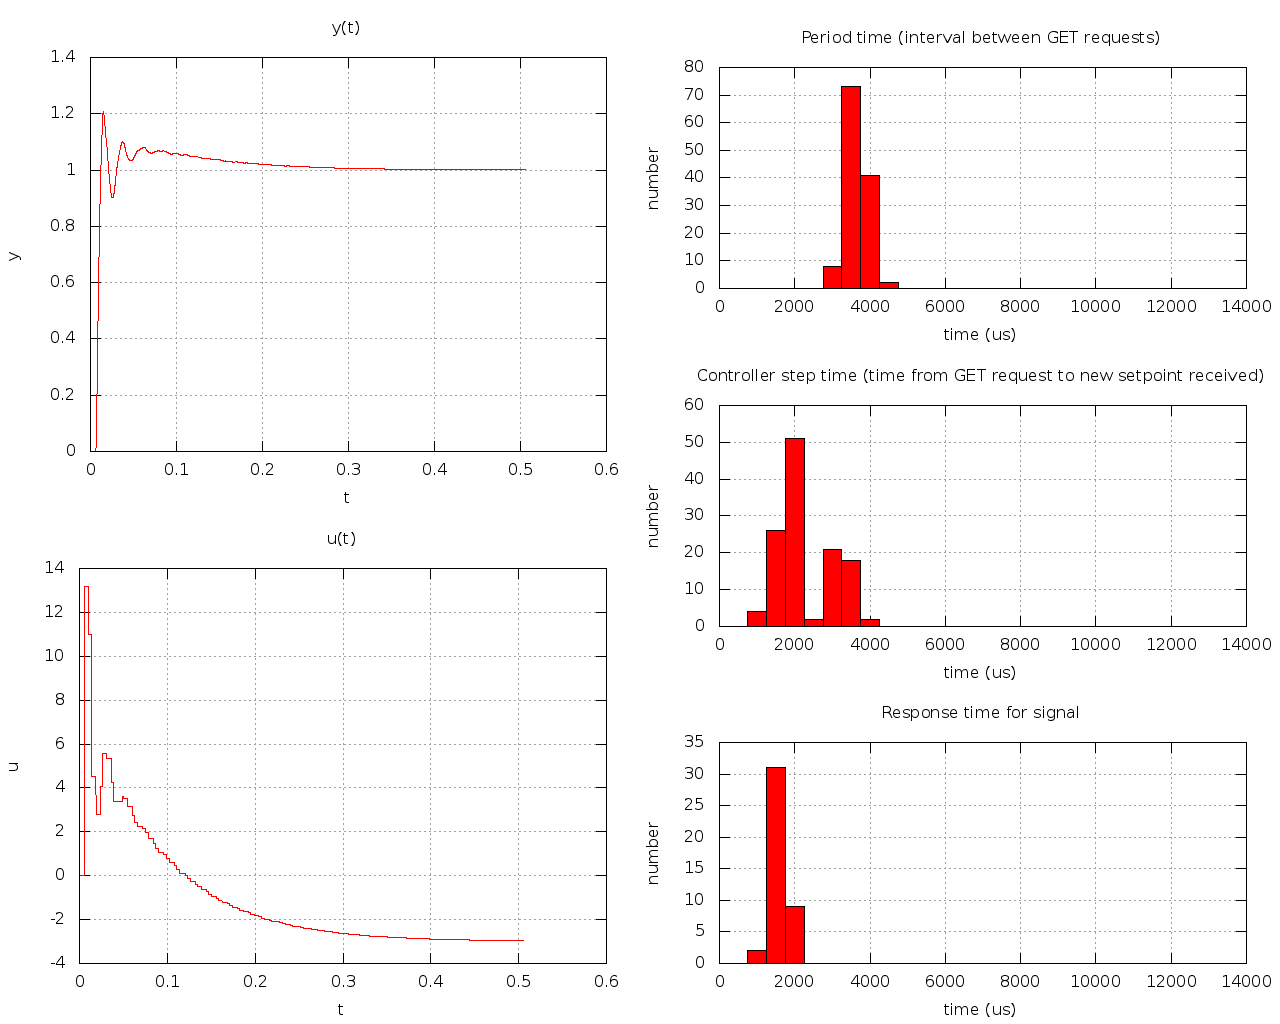 y(t)
1.4
1.2
1
0.8
0.6
0.4
0.2
0
y
0 0.1 0.2 0.3 0.4 0.5 0.6
t
u(t)
14
12
10
8
6
4
2
0
-2
-4
u
0 0.1 0.2 0.3 0.4 0.5 0.6
t
Period time (interval between GET requests)
80
70
60
50
40
30
20
10
0
number
0 2000 4000 6000 8000 10000 12000 14000
time (us)
Controller step time (time from GET request to new setpoint received)
60
50
40
30
20
10
0
number
0 2000 4000 6000 8000 10000 12000 14000
time (us)
Response time for signal
35
30
25
20
15
10
5
0
number
0 2000 4000 6000 8000 10000 12000 14000
time (us)